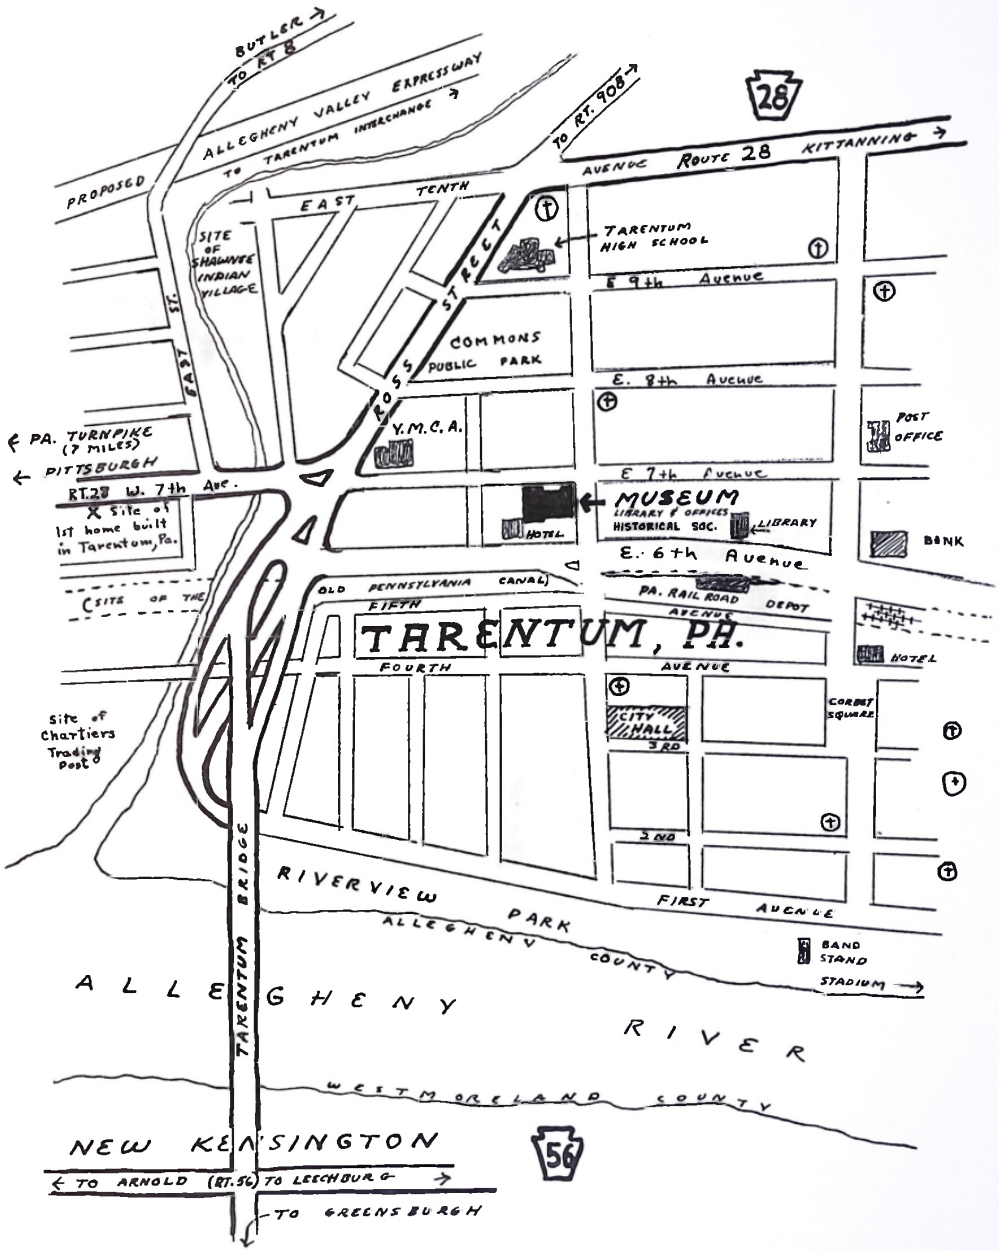 BUTLER →
TO RT 8
PROPOSED ALLEGHENY VALLEY EXPRESSWAY
TO TARENTUM INTERCHANGE →
TO RT. 908 →
28
AVENUE ROUTE 28 KITTANNING →
EAST TENTH
SITE
OF
SHAWNEE
INDIAN
VILLAGE
TARENTUM
HIGH SCHOOL
E 9th Avenue
ROSS STREET
COMMONS
PUBLIC PARK
EAST ST.
E. 8th Avenue
Y.M.C.A.
POST
OFFICE
← PA. TURNPIKE
(7 MILES)
← PITTSBURGH
RT.28 W. 7th Ave.
E 7th Avenue
X Site of
1st home built
in Tarentum, Pa.
MUSEUM
LIBRARY & OFFICES
HISTORICAL SOC.
LIBRARY
HOTEL
BANK
E. 6th Avenue
(SITE OF THE
OLD PENNSYLVANIA CANAL)
PA. RAIL ROAD DEPOT
FIFTH AVENUE
TARENTUM, PA.
HOTEL
FOURTH AVENUE
Site of
Chartiers
Trading
Post
CITY
HALL
CORBET
SQUARE
3RD
2ND
TARENTUM BRIDGE
RIVERVIEW PARK
FIRST AVENUE
ALLEGHENY COUNTY
BAND
STAND
STADIUM →
ALLEGHENY RIVER
WESTMORELAND COUNTY
NEW KENSINGTON
56
← TO ARNOLD (RT.56) TO LEECHBURG →
TO GREENSBURGH